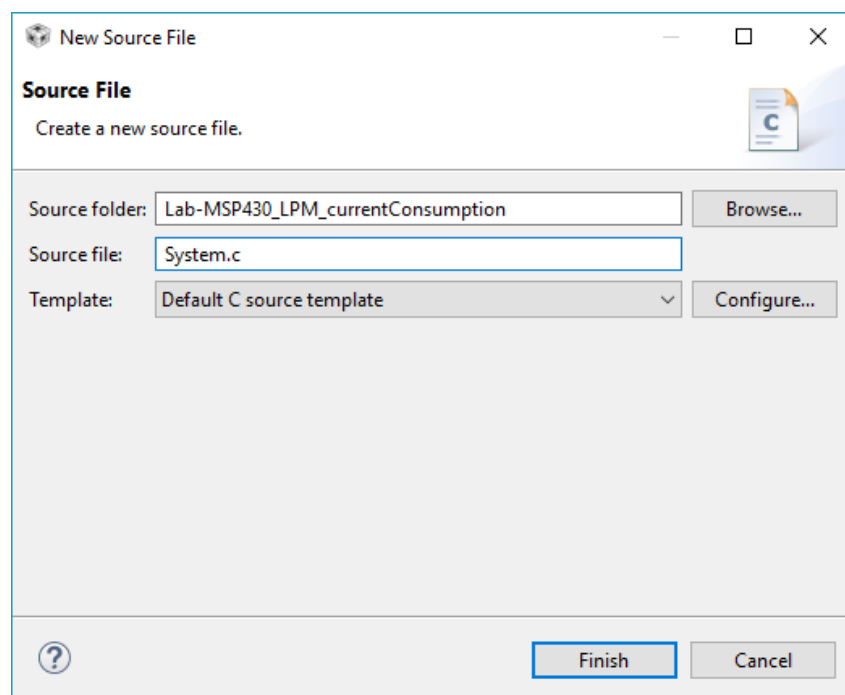 New Source File
Source File
Create a new source file.
C
Source folder: Lab-MSP430_LPM_currentConsumption Browse...
Source file: System.c
Template: Default C source template Configure...
? Finish Cancel